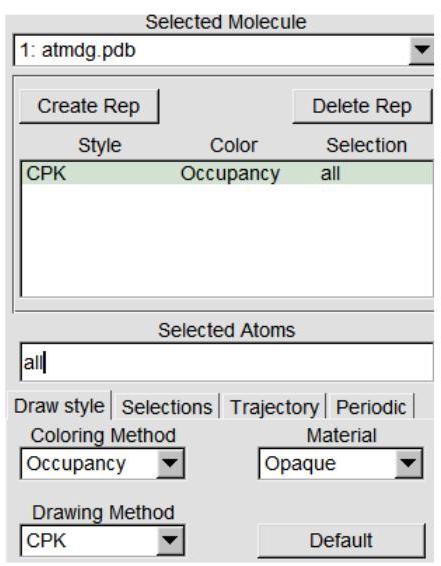 Selected Molecule
1: atmdg.pdb
Create Rep Delete Rep
Style Color Selection
CPK Occupancy all
Selected Atoms
all
Draw style Selections Trajectory Periodic
Coloring Method Material
Occupancy Opaque
Drawing Method
CPK Default